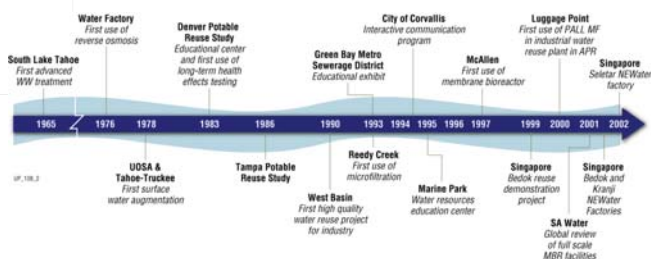 South Lake Tahoe
First advanced
WW treatment
Water Factory
First use of
reverse osmosis
Denver Potable
Reuse Study
Educational center
and first use of
long-term health
effects testing
Green Bay Metro
Sewerage District
Educational exhibit
City of Corvallis
Interactive communication
program
McAllen
First use of
membrane bioreactor
Luggage Point
First use of PALL MF
in industrial water
reuse plant in APR
Singapore
Seletar NEWater
factory
1965
1976
1978
1983
1986
1990
1993
1994
1995
1996
1997
1999
2000
2001
2002
UOSA &
Tahoe-Truckee
First surface
water augmentation
Tampa Potable
Reuse Study
West Basin
First high quality
water reuse project
for industry
Reedy Creek
First use of
microfiltration
Marine Park
Water resources
education center
Singapore
Bedok reuse
demonstration
project
SA Water
Global review
of full scale
MBR facilities
Singapore
Bedok and
Kranji
NEWater
Factories